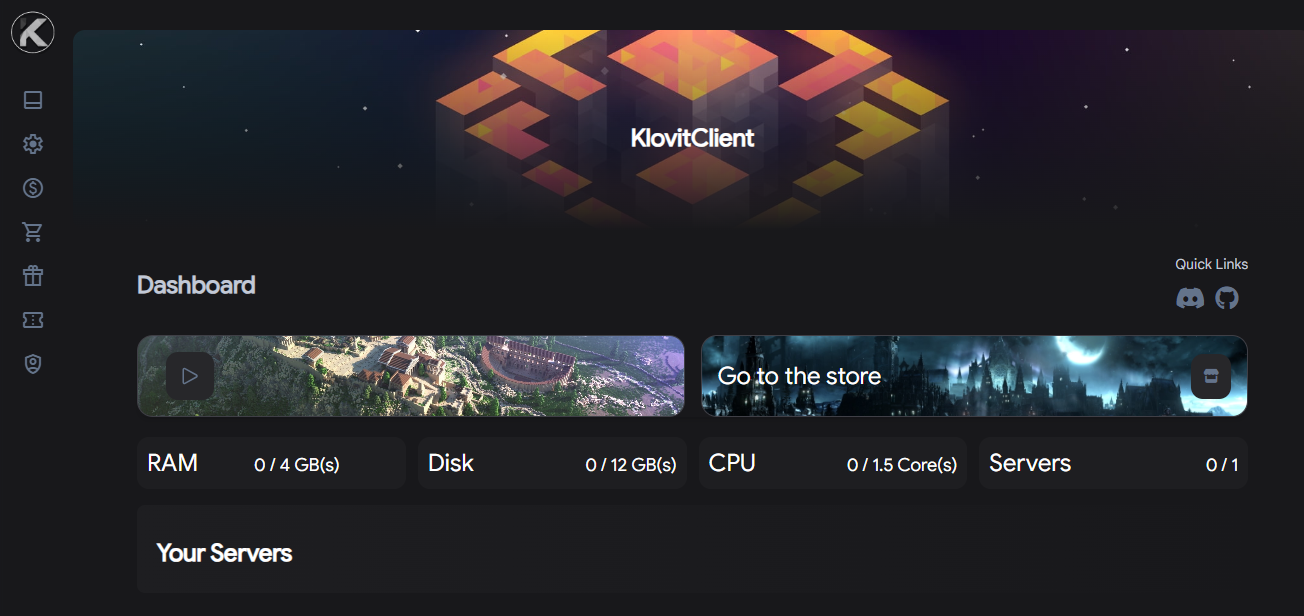 KlovitClient
Quick Links
Dashboard
Go to the store
RAM 0 / 4 GB(s)
Disk 0 / 12 GB(s)
CPU 0 / 1.5 Core(s)
Servers 0 / 1
Your Servers